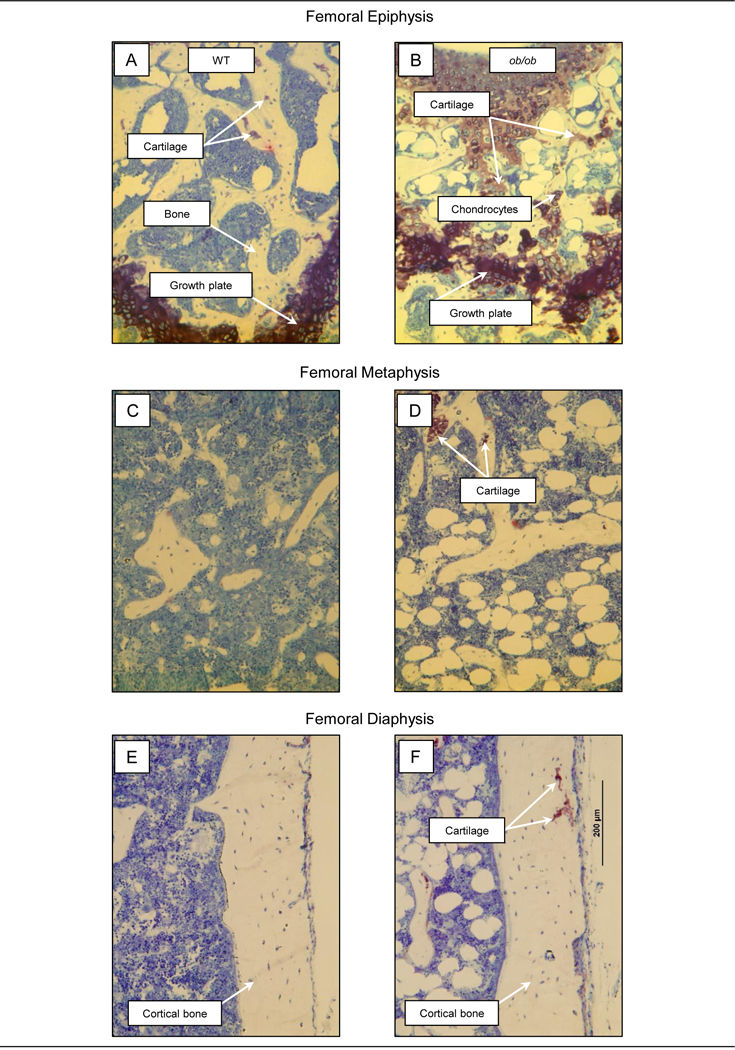 Femoral Epiphysis
A
WT
Cartilage
Bone
Growth plate
B
ob/ob
Cartilage
Chondrocytes
Growth plate
Femoral Metaphysis
C
D
Cartilage
Femoral Diaphysis
E
Cortical bone
F
Cartilage
200 µm
Cortical bone